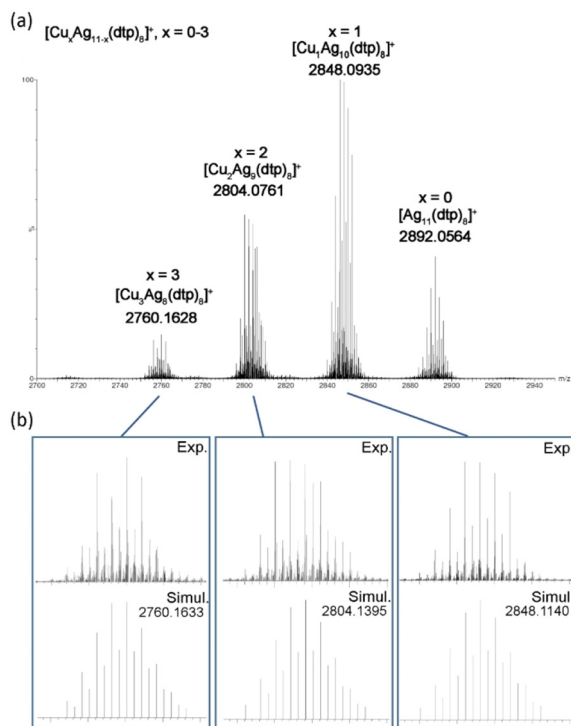 (a)
[CuₓAg₁₁₋ₓ(dtp)₈]⁺, x = 0-3
x = 1
[Cu₁Ag₁₀(dtp)₈]⁺
2848.0935
100
x = 2
[Cu₂Ag₉(dtp)₈]⁺
2804.0761
x = 0
[Ag₁₁(dtp)₈]⁺
2892.0564
%
x = 3
[Cu₃Ag₈(dtp)₈]⁺
2760.1628
0
m/z
2700 2720 2740 2760 2780 2800 2820 2840 2860 2880 2900 2920 2940
(b)
Exp. Exp. Exp.
Simul. Simul. Simul.
2760.1633 2804.1395 2848.1140